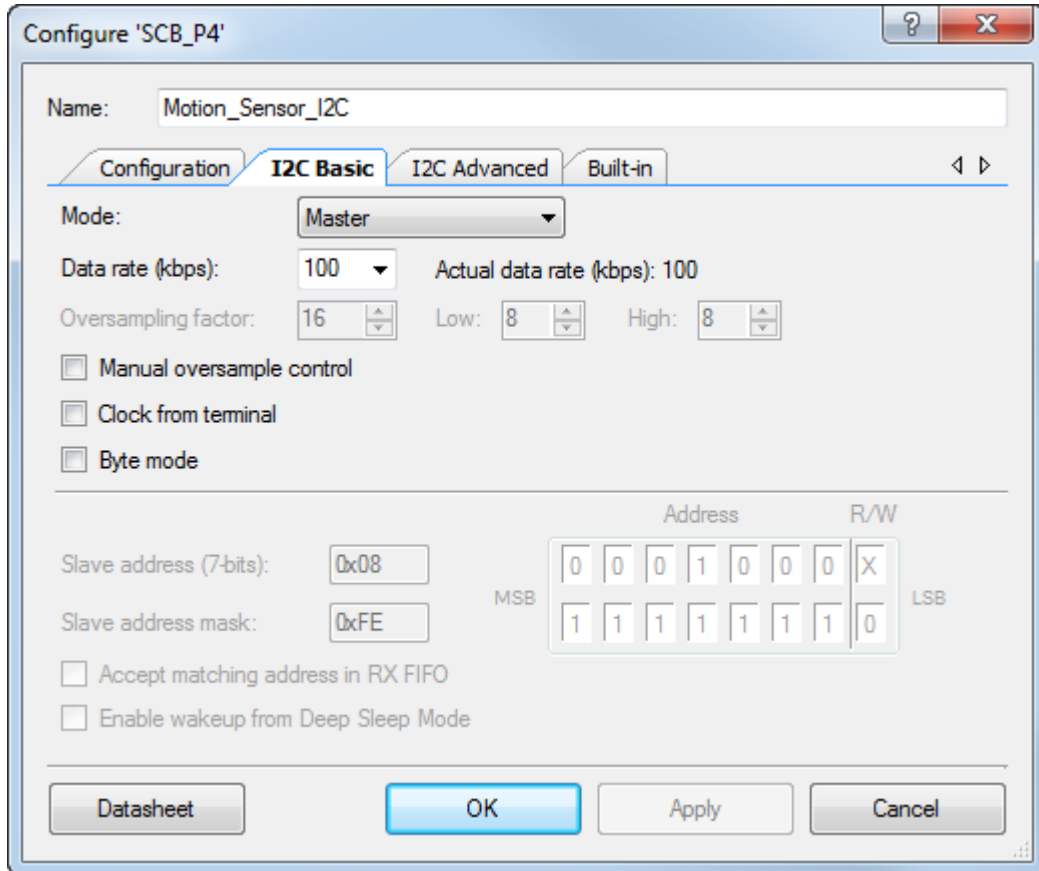 Configure 'SCB_P4'
Name: Motion_Sensor_I2C
Configuration I2C Basic I2C Advanced Built-in
Mode: Master
Data rate (kbps): 100 Actual data rate (kbps): 100
Oversampling factor: 16 Low: 8 High: 8
Manual oversample control
Clock from terminal
Byte mode
Address R/W
Slave address (7-bits): 0x08 0 0 0 1 0 0 0 X
MSB LSB
Slave address mask: 0xFE 1 1 1 1 1 1 1 0
Accept matching address in RX FIFO
Enable wakeup from Deep Sleep Mode
Datasheet OK Apply Cancel